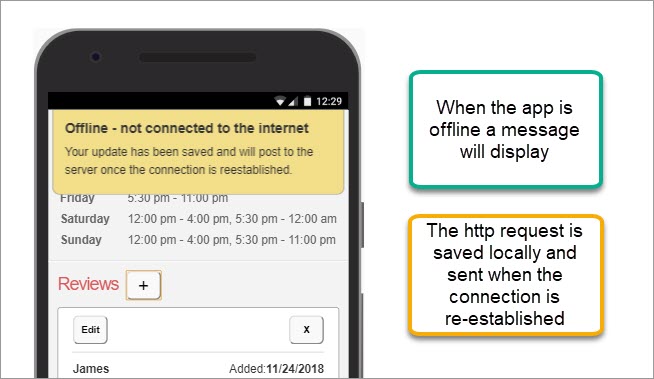 12:29
Offline - not connected to the internet
Your update has been saved and will post to the
server once the connection is reestablished.
Friday 5:30 pm - 11:00 pm
Saturday 12:00 pm - 4:00 pm, 5:30 pm - 12:00 am
Sunday 12:00 pm - 4:00 pm, 5:30 pm - 11:00 pm
Reviews +
Edit X
James Added:11/24/2018
When the app is
offline a message
will display
The http request is
saved locally and
sent when the
connection is
re-established